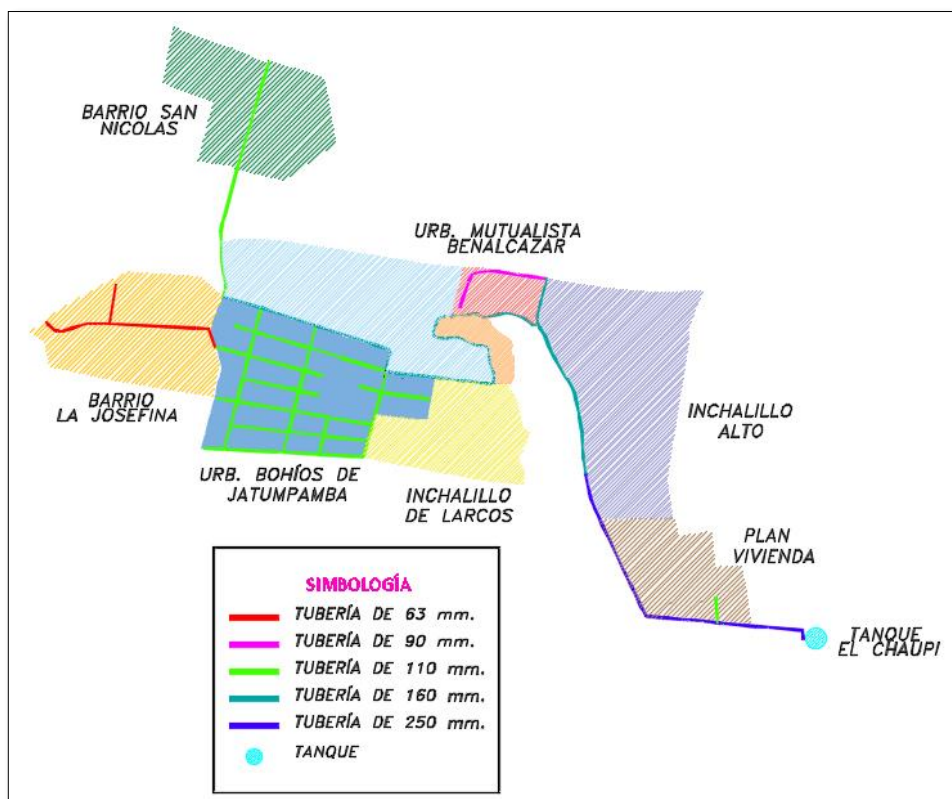 BARRIO SAN
NICOLAS
URB. MUTUALISTA
BENALCAZAR
BARRIO
LA JOSEFINA
INCHALILLO
ALTO
URB. BOHÍOS DE
JATUMPAMBA
INCHALILLO
DE LARCOS
PLAN
VIVIENDA
TANQUE
EL CHAUPI
SIMBOLOGÍA
TUBERÍA DE 63 mm.
TUBERÍA DE 90 mm.
TUBERÍA DE 110 mm.
TUBERÍA DE 160 mm.
TUBERÍA DE 250 mm.
TANQUE